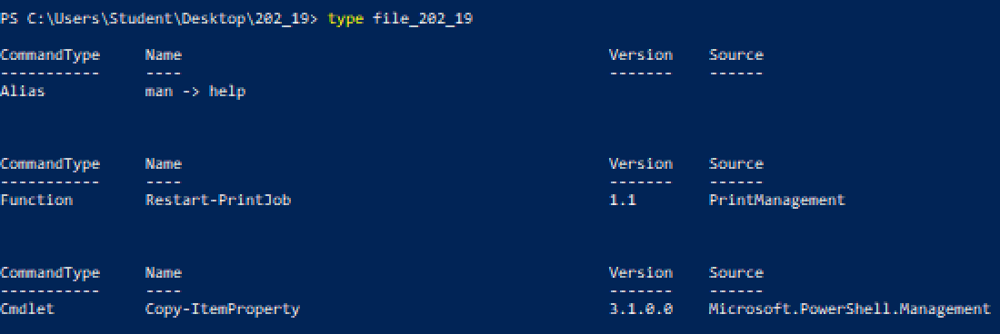 PS C:\Users\Student\Desktop\202_19> type file_202_19
CommandType     Name                                               Version    Source
-----------     ----                                               -------    ------
Alias           man -> help
CommandType     Name                                               Version    Source
-----------     ----                                               -------    ------
Function        Restart-PrintJob                                   1.1        PrintManagement
CommandType     Name                                               Version    Source
-----------     ----                                               -------    ------
Cmdlet          Copy-ItemProperty                                  3.1.0.0    Microsoft.PowerShell.Management